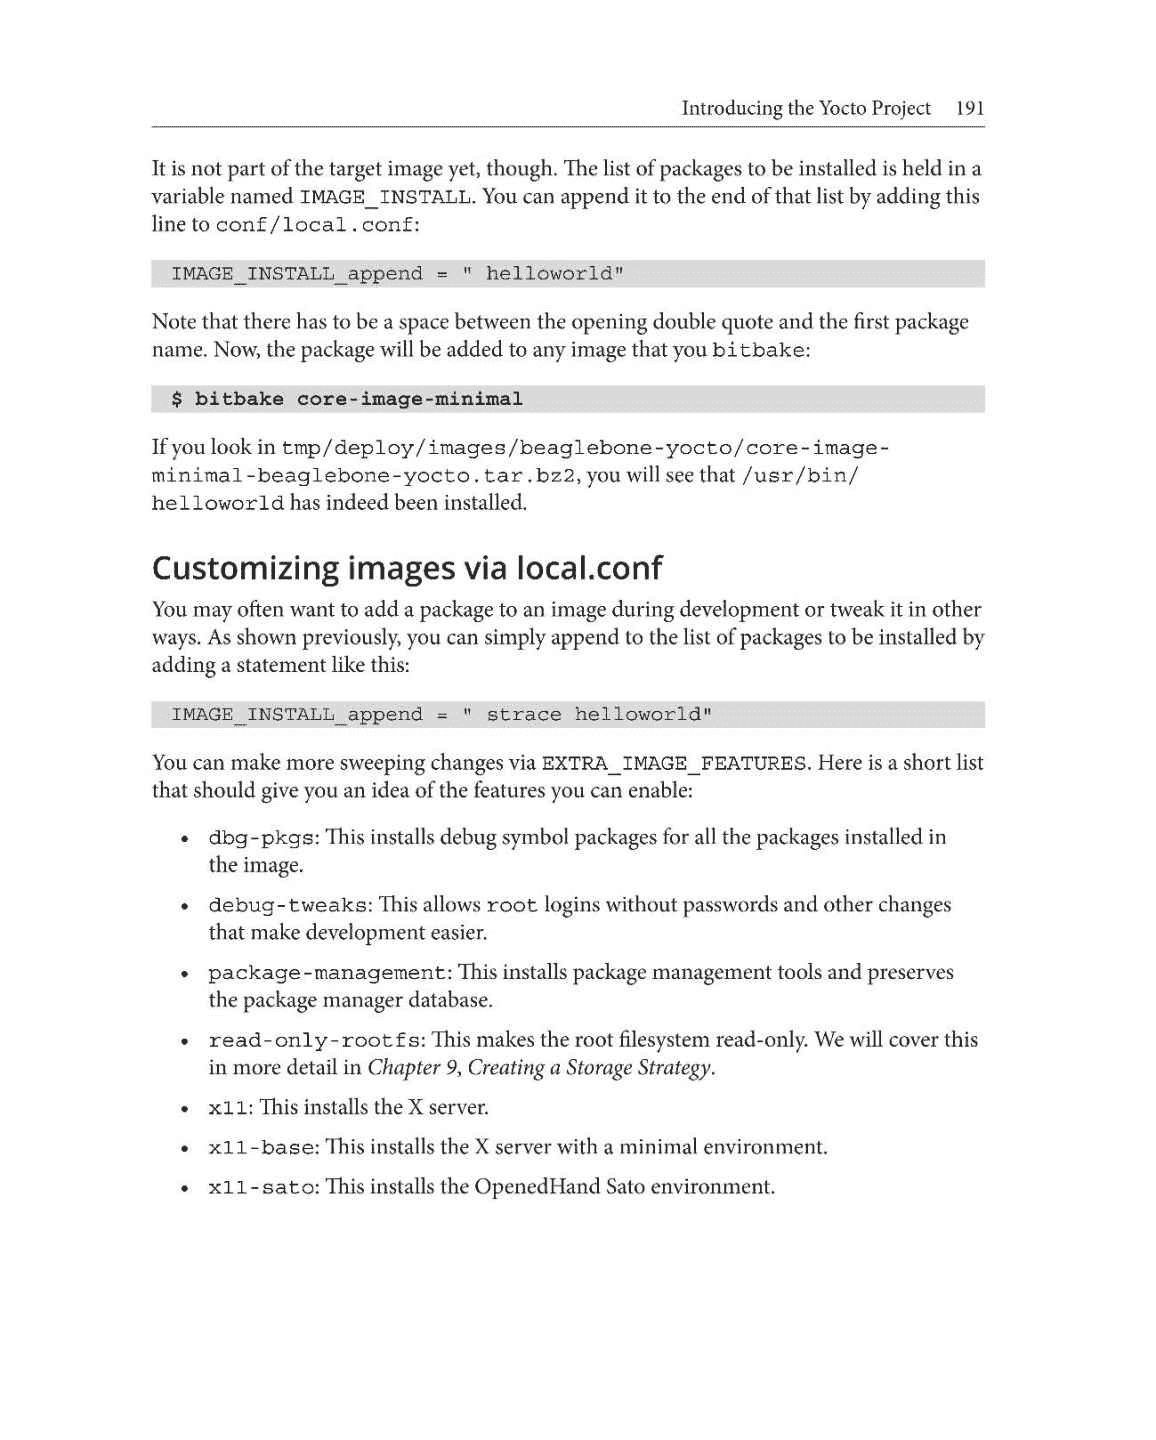 Introducing the Yocto Project 191
It is not part of the target image yet, though. The list of packages to be installed is held in a
variable named IMAGE_INSTALL. You can append it to the end of that list by adding this
line to conf/local.conf:
IMAGE_INSTALL_append = " helloworld"
Note that there has to be a space between the opening double quote and the first package
name. Now, the package will be added to any image that you bitbake:
$ bitbake core-image-minimal
If you look in tmp/deploy/images/beaglebone-yocto/core-image-
minimal-beaglebone-yocto.tar.bz2, you will see that /usr/bin/
helloworld has indeed been installed.
Customizing images via local.conf
You may often want to add a package to an image during development or tweak it in other
ways. As shown previously, you can simply append to the list of packages to be installed by
adding a statement like this:
IMAGE_INSTALL_append = " strace helloworld"
You can make more sweeping changes via EXTRA_IMAGE_FEATURES. Here is a short list
that should give you an idea of the features you can enable:
• dbg-pkgs: This installs debug symbol packages for all the packages installed in
the image.
• debug-tweaks: This allows root logins without passwords and other changes
that make development easier.
• package-management: This installs package management tools and preserves
the package manager database.
• read-only-rootfs: This makes the root filesystem read-only. We will cover this
in more detail in Chapter 9, Creating a Storage Strategy.
• x11: This installs the X server.
• x11-base: This installs the X server with a minimal environment.
• x11-sato: This installs the OpenedHand Sato environment.